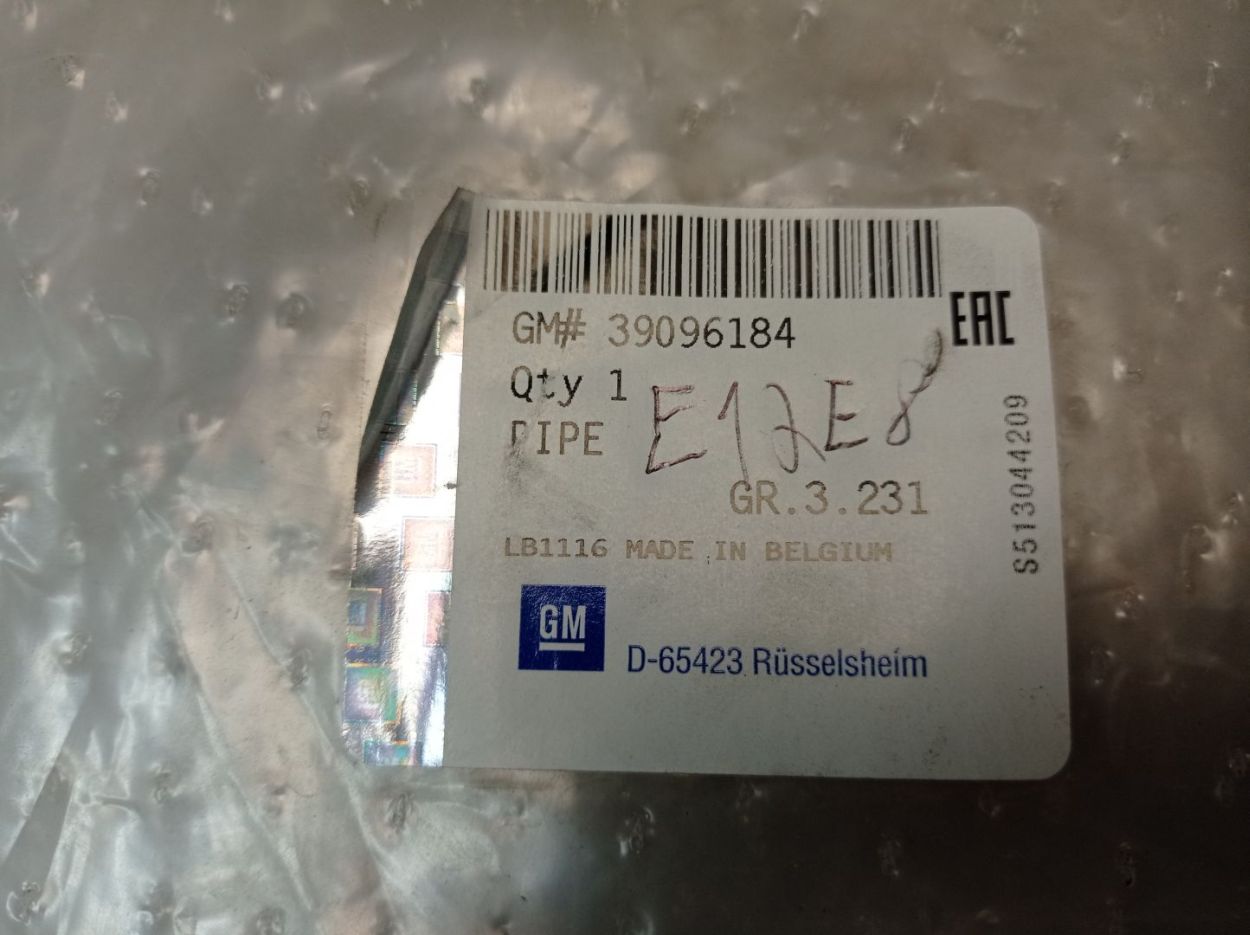 GM# 39096184
EAC
Qty 1
PIPE
E12E8
GR.3.231
LB1116 MADE IN BELGIUM
S513044209
GM
D-65423 Rüsselsheim